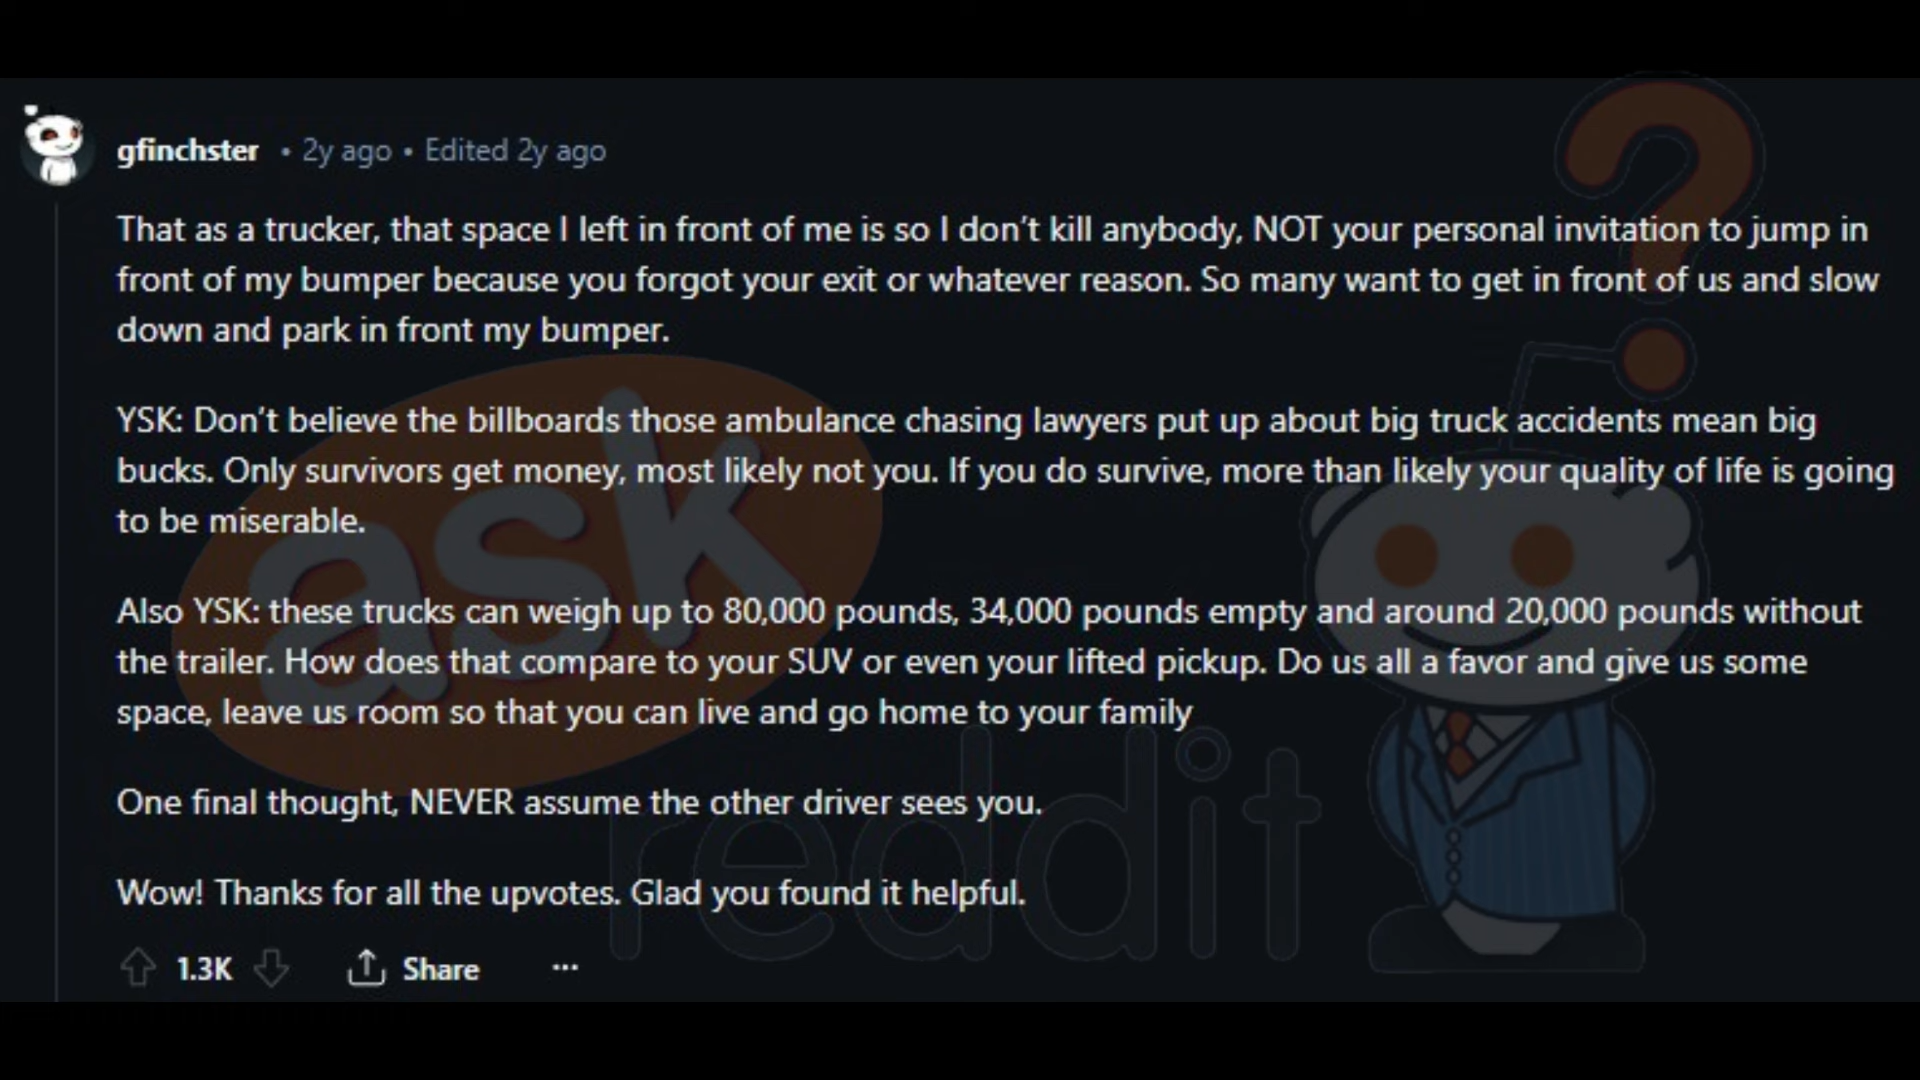 gfinchster • 2y ago • Edited 2y ago
That as a trucker, that space I left in front of me is so I don’t kill anybody, NOT your personal invitation to jump in
front of my bumper because you forgot your exit or whatever reason. So many want to get in front of us and slow
down and park in front my bumper.
YSK: Don’t believe the billboards those ambulance chasing lawyers put up about big truck accidents mean big
bucks. Only survivors get money, most likely not you. If you do survive, more than likely your quality of life is going
to be miserable.
Also YSK: these trucks can weigh up to 80,000 pounds, 34,000 pounds empty and around 20,000 pounds without
the trailer. How does that compare to your SUV or even your lifted pickup. Do us all a favor and give us some
space, leave us room so that you can live and go home to your family
One final thought, NEVER assume the other driver sees you.
Wow! Thanks for all the upvotes. Glad you found it helpful.
1.3K Share ...
ask
reddit
?